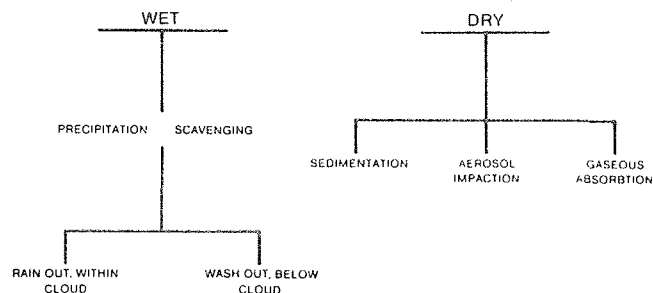 WET
DRY
PRECIPITATION SCAVENGING
SEDIMENTATION
AEROSOL
IMPACTION
GASEOUS
ABSORBTION
RAIN OUT, WITHIN
CLOUD
WASH OUT, BELOW
CLOUD